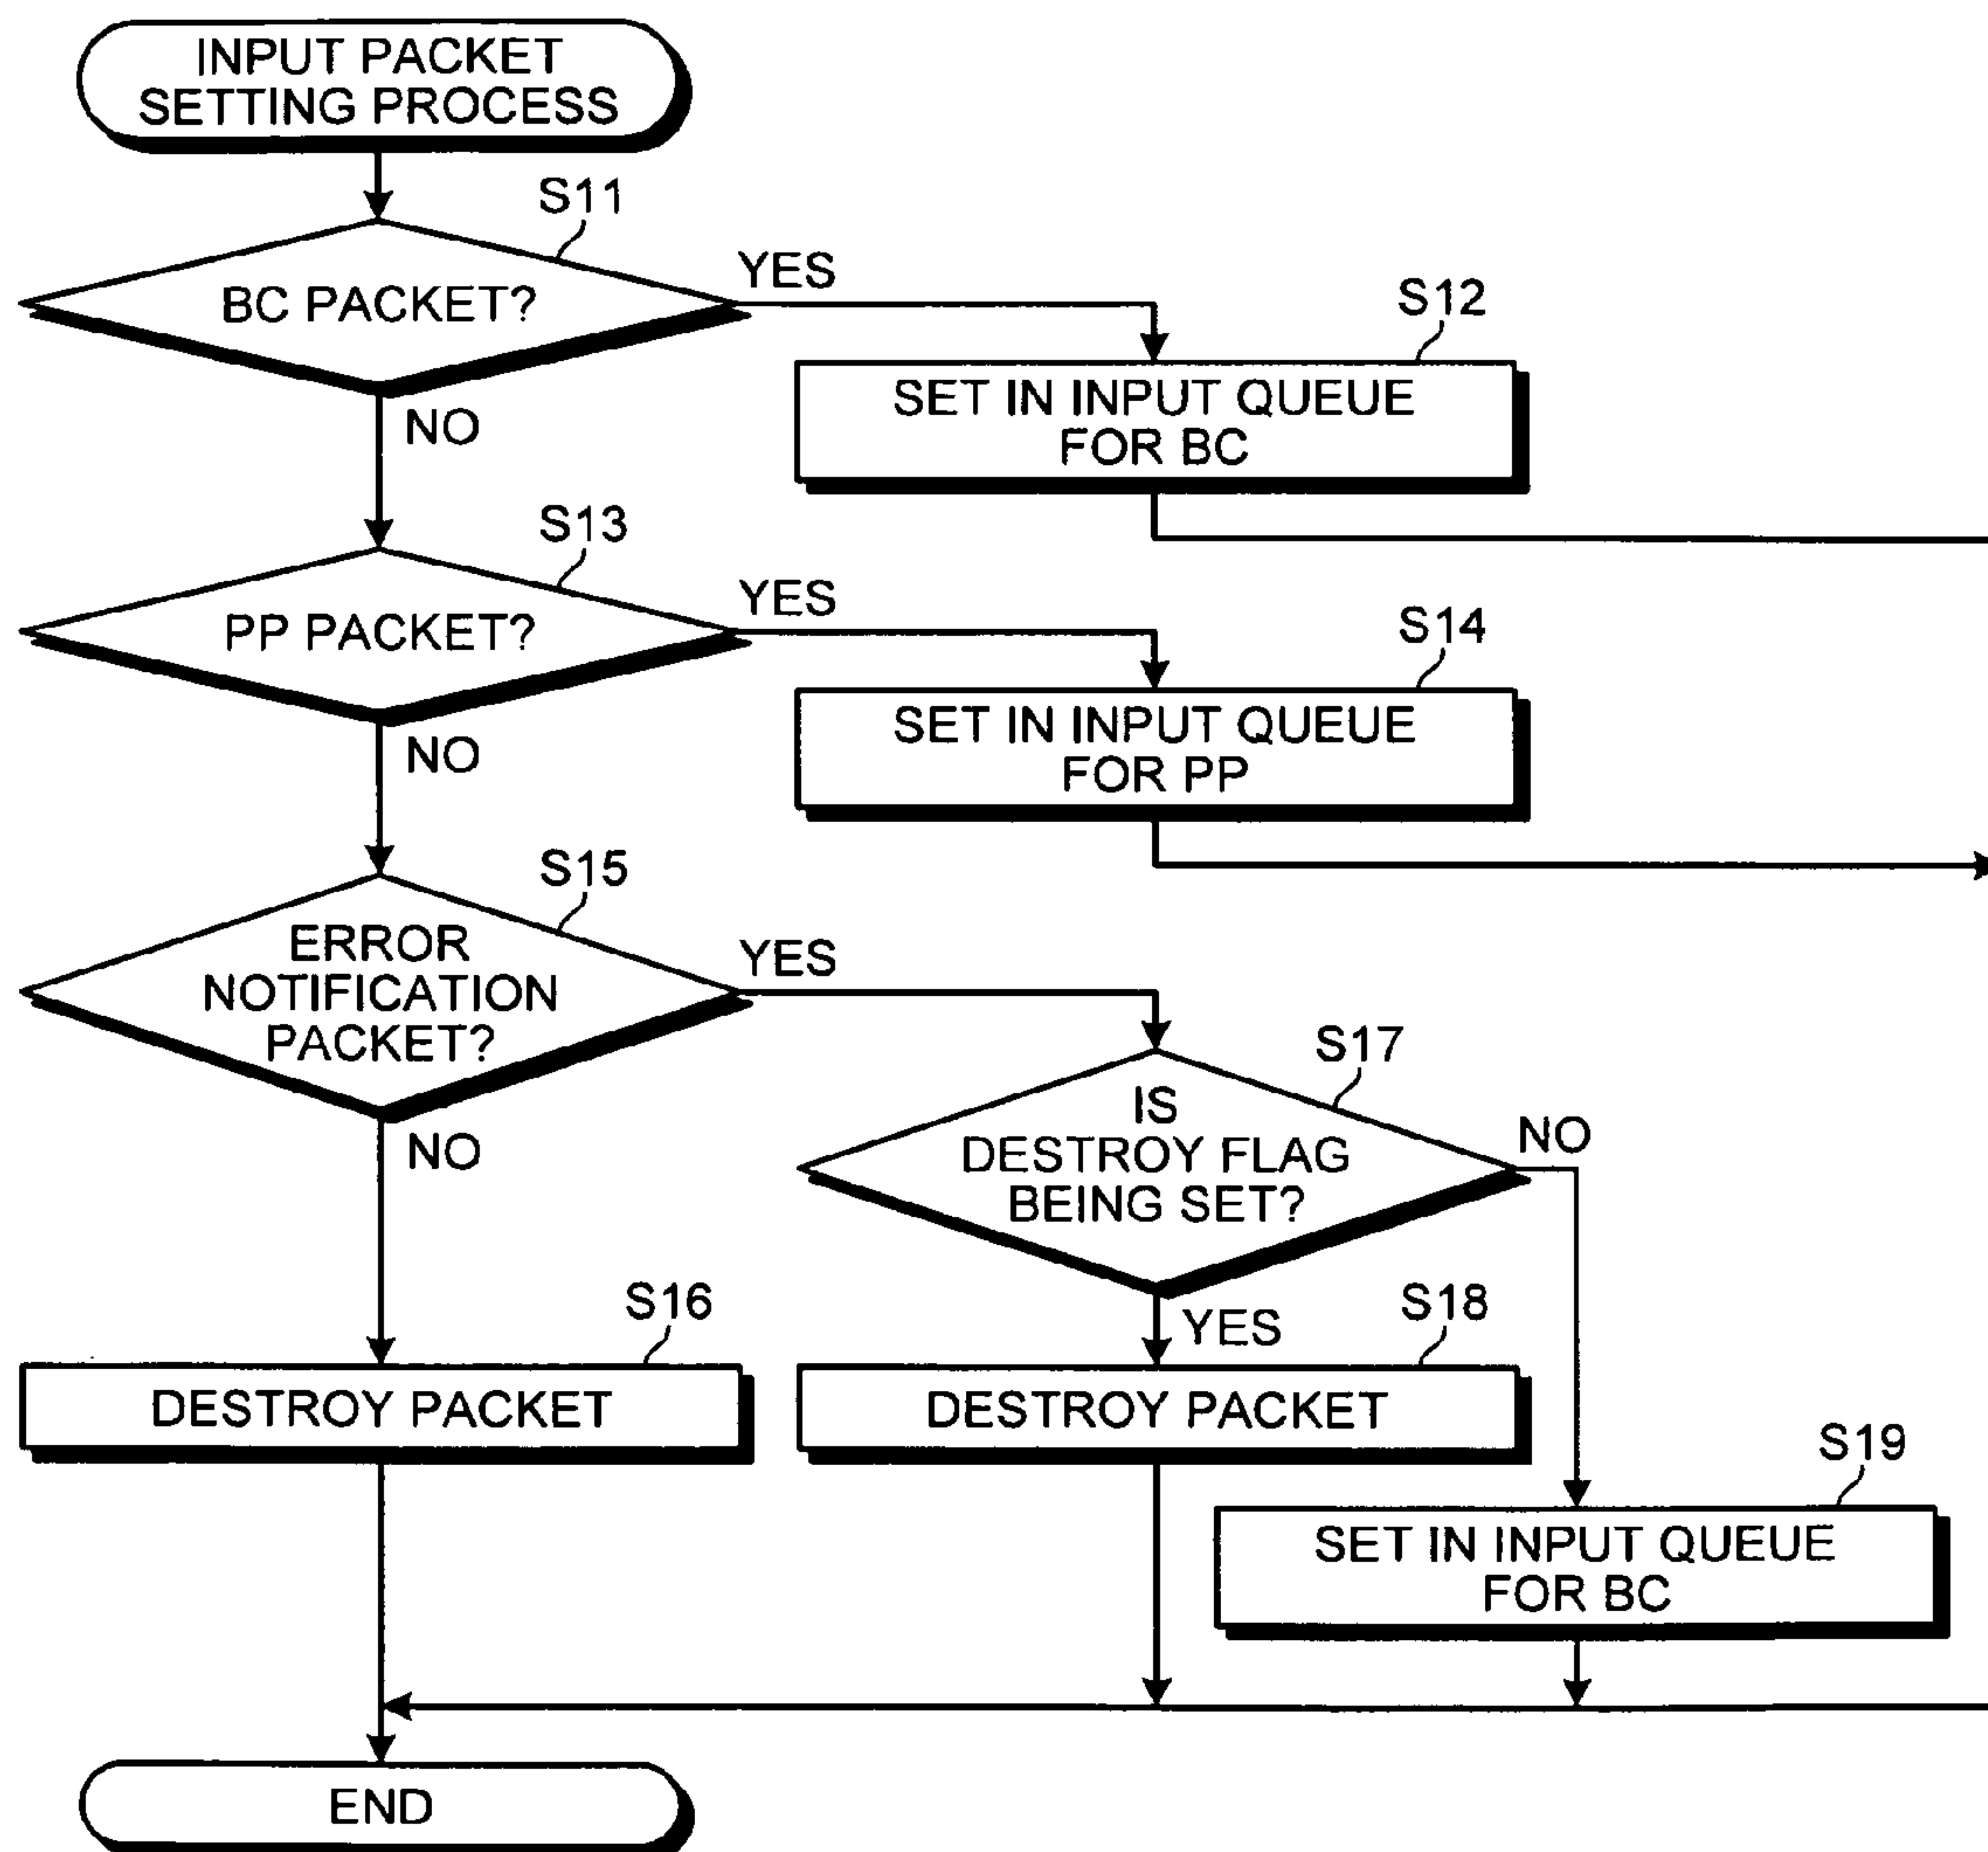 INPUT PACKET
SETTING PROCESS
S11
BC PACKET?
YES
S12
SET IN INPUT QUEUE
FOR BC
NO
S13
PP PACKET?
YES
S14
SET IN INPUT QUEUE
FOR PP
NO
S15
ERROR
NOTIFICATION
PACKET?
YES
S17
IS
DESTROY FLAG
BEING SET?
NO
NO
S16
DESTROY PACKET
YES
S18
DESTROY PACKET
S19
SET IN INPUT QUEUE
FOR BC
END